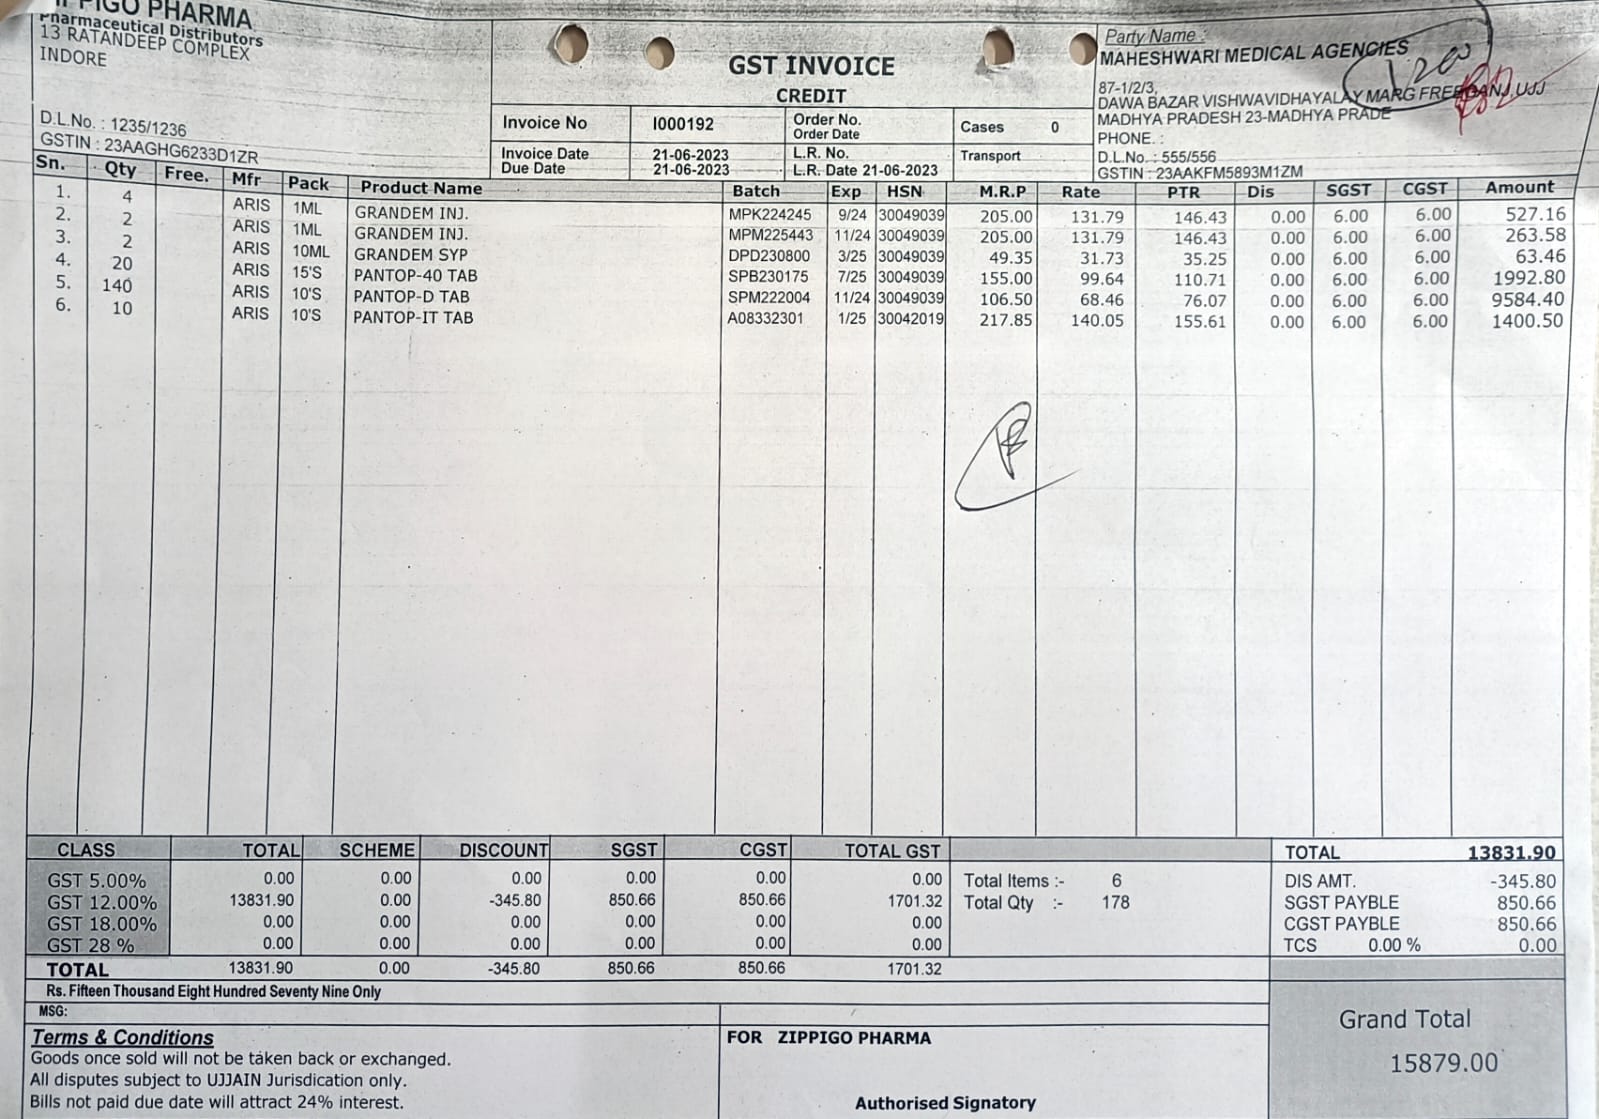 PIGO PHARMA
Pharmaceutical Distributors
13 RATANDEEP COMPLEX
INDORE
D.L.No. : 1235/1236
GSTIN : 23AAGHG6233D1ZR
GST INVOICE
CREDIT
Invoice No I000192 Order No. Order Date Cases 0
Invoice Date 21-06-2023 L.R. No. Transport
Due Date 21-06-2023 L.R. Date 21-06-2023
Party Name :
MAHESHWARI MEDICAL AGENCIES
1200
87-1/2/3,
DAWA BAZAR VISHWAVIDHAYALAY MARG FREEGANJ,UJJ
MADHYA PRADESH 23-MADHYA PRADE
PHONE. :
D.L.No. : 555/556
GSTIN : 23AAKFM5893M1ZM
Sn. Qty Free. Mfr Pack Product Name Batch Exp HSN M.R.P Rate PTR Dis SGST CGST Amount
1. 4 ARIS 1ML GRANDEM INJ. MPK224245 9/24 30049039 205.00 131.79 146.43 0.00 6.00 6.00 527.16
2. 2 ARIS 1ML GRANDEM INJ. MPM225443 11/24 30049039 205.00 131.79 146.43 0.00 6.00 6.00 263.58
3. 2 ARIS 10ML GRANDEM SYP DPD230800 3/25 30049039 49.35 31.73 35.25 0.00 6.00 6.00 63.46
4. 20 ARIS 15'S PANTOP-40 TAB SPB230175 7/25 30049039 155.00 99.64 110.71 0.00 6.00 6.00 1992.80
5. 140 ARIS 10'S PANTOP-D TAB SPM222004 11/24 30049039 106.50 68.46 76.07 0.00 6.00 6.00 9584.40
6. 10 ARIS 10'S PANTOP-IT TAB A08332301 1/25 30042019 217.85 140.05 155.61 0.00 6.00 6.00 1400.50
CLASS TOTAL SCHEME DISCOUNT SGST CGST TOTAL GST
GST 5.00% 0.00 0.00 0.00 0.00 0.00 0.00
GST 12.00% 13831.90 0.00 -345.80 850.66 850.66 1701.32
GST 18.00% 0.00 0.00 0.00 0.00 0.00 0.00
GST 28 % 0.00 0.00 0.00 0.00 0.00 0.00
TOTAL 13831.90 0.00 -345.80 850.66 850.66 1701.32
Total Items :- 6
Total Qty :- 178
TOTAL 13831.90
DIS AMT. -345.80
SGST PAYBLE 850.66
CGST PAYBLE 850.66
TCS 0.00 % 0.00
Rs. Fifteen Thousand Eight Hundred Seventy Nine Only
MSG:
Grand Total
15879.00
Terms & Conditions
Goods once sold will not be taken back or exchanged.
All disputes subject to UJJAIN Jurisdication only.
Bills not paid due date will attract 24% interest.
FOR ZIPPIGO PHARMA
Authorised Signatory